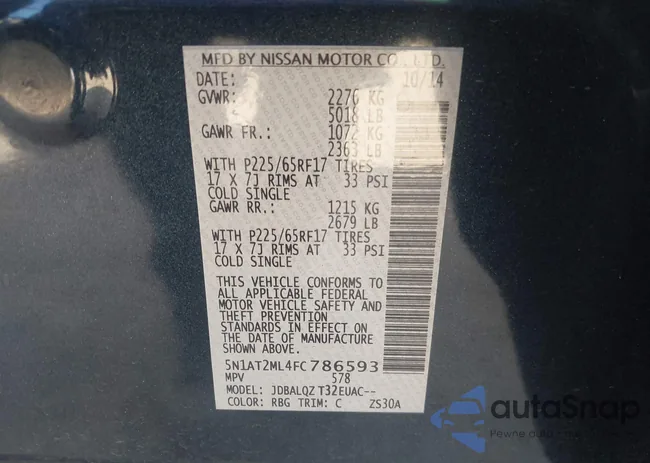 MFD BY NISSAN MOTOR CO., LTD.
DATE: 10/14
GVWR: 2276 KG
5018 LB
GAWR FR.: 1072 KG
2363 LB
WITH P225/65RF17 TIRES
17 X 7J RIMS AT 33 PSI
COLD SINGLE
GAWR RR.: 1215 KG
2679 LB
WITH P225/65RF17 TIRES
17 X 7J RIMS AT 33 PSI
COLD SINGLE
THIS VEHICLE CONFORMS TO
ALL APPLICABLE FEDERAL
MOTOR VEHICLE SAFETY AND
THEFT PREVENTION
STANDARDS IN EFFECT ON
THE DATE OF MANUFACTURE
SHOWN ABOVE.
5N1AT2ML4FC786593
MPV 578
MODEL: JDBALQZ T32EUAC--
COLOR: RBG TRIM: C ZS30A
autoSnap
Pewne auto z